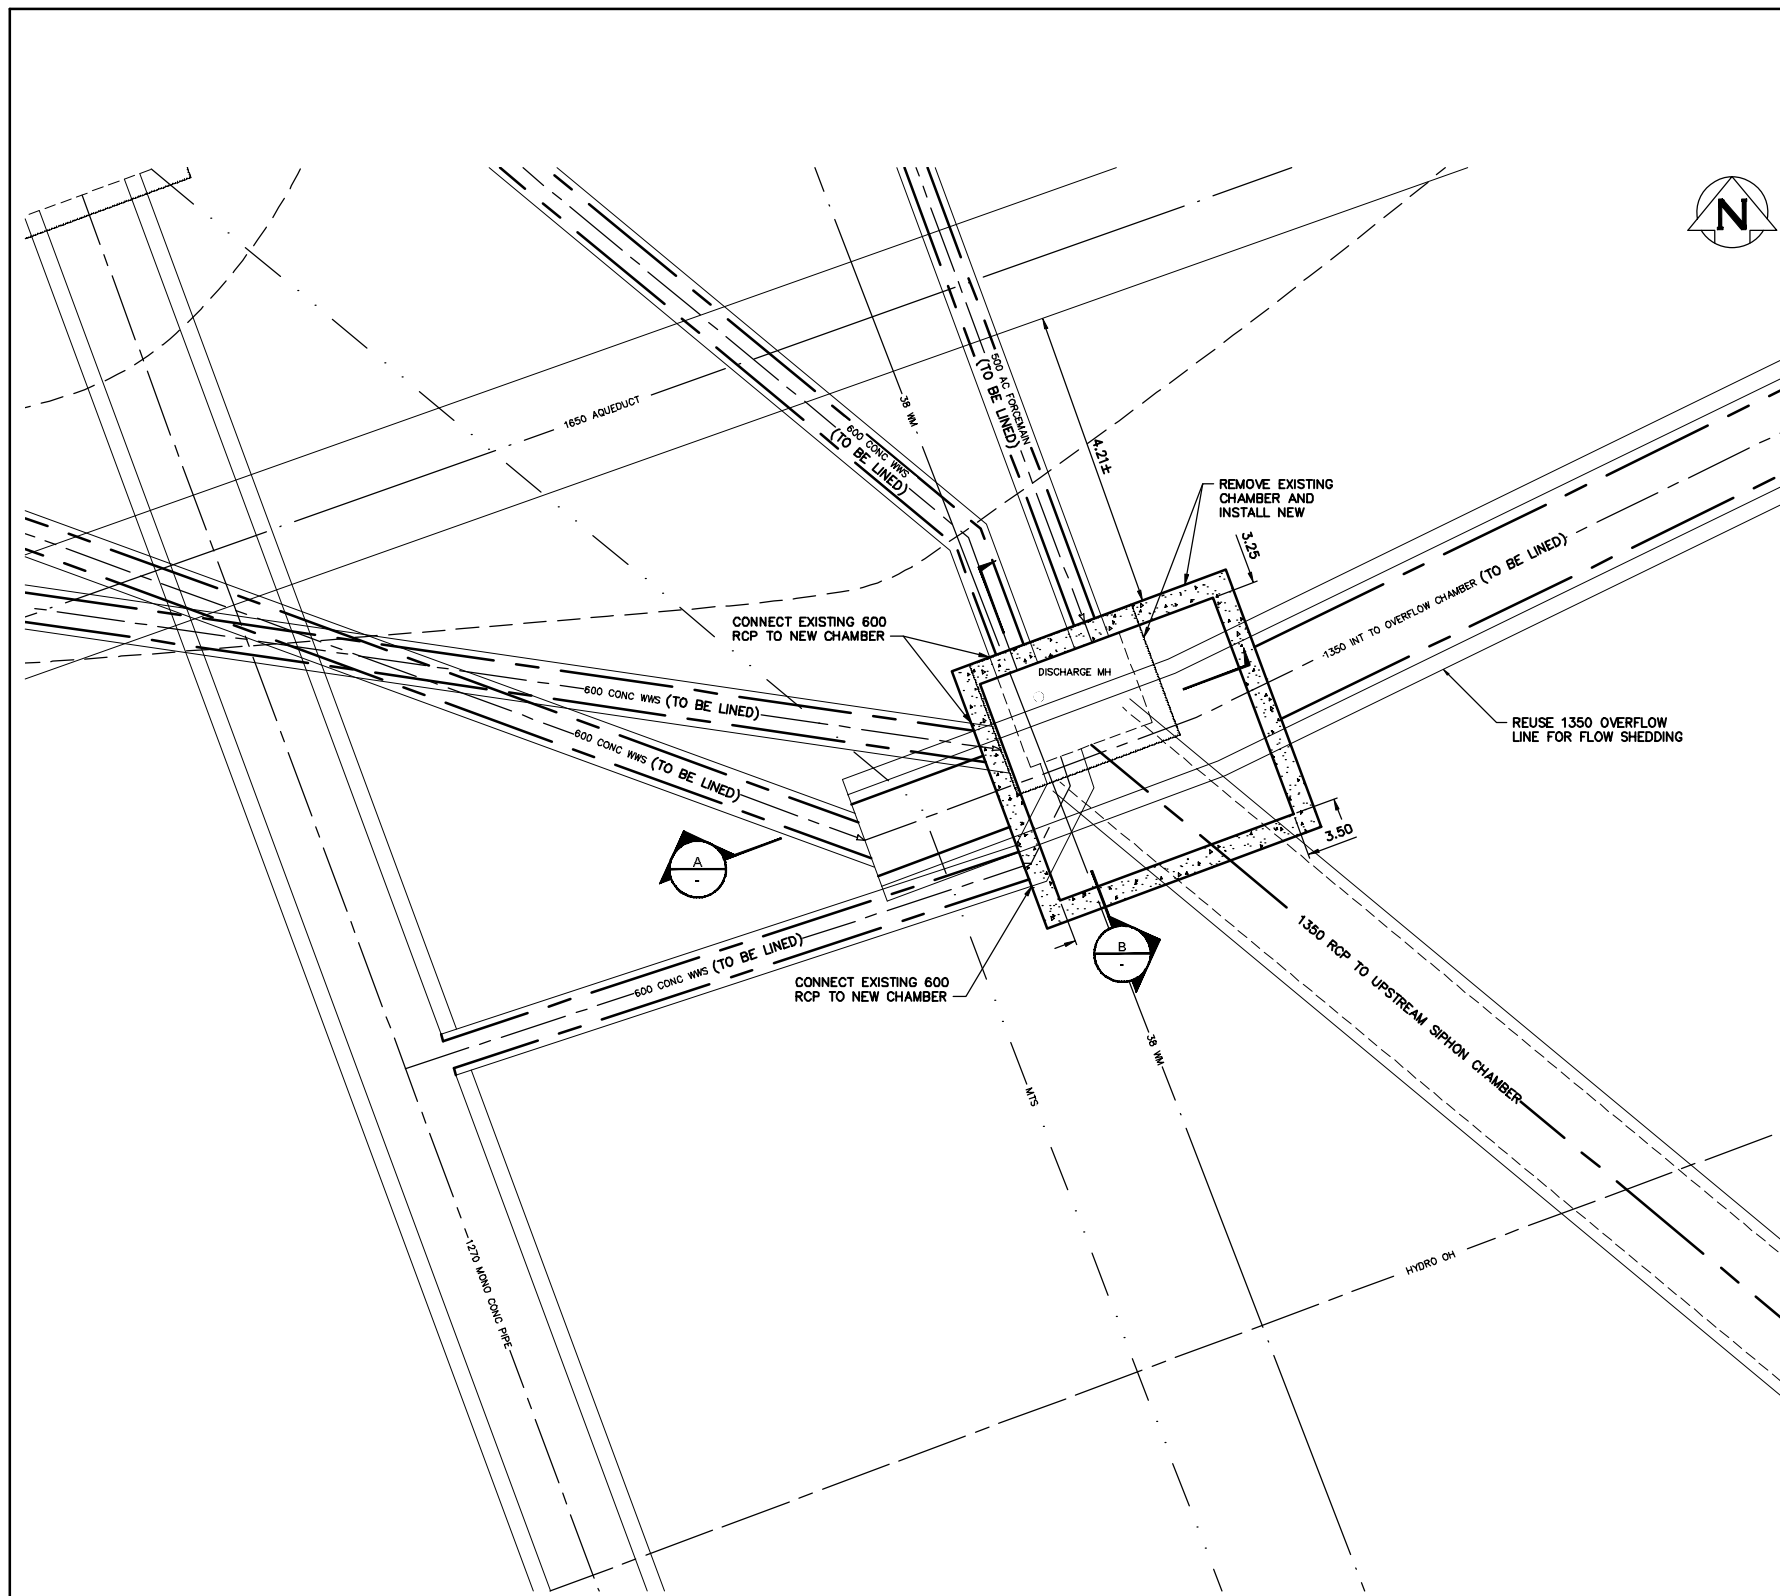 N
1650 AQUEDUCT
38 WM
600 CONC WWS
(TO BE LINED)
500 AC FORCEMAIN
(TO BE LINED)
4.21±
REMOVE EXISTING
CHAMBER AND
INSTALL NEW
3.25
1350 INT TO OVERFLOW CHAMBER (TO BE LINED)
CONNECT EXISTING 600
RCP TO NEW CHAMBER
DISCHARGE MH
600 CONC WWS (TO BE LINED)
600 CONC WWS (TO BE LINED)
REUSE 1350 OVERFLOW
LINE FOR FLOW SHEDDING
3.50
A
-
B
-
600 CONC WWS (TO BE LINED)
CONNECT EXISTING 600
RCP TO NEW CHAMBER
1350 RCP TO UPSTREAM SIPHON CHAMBER
38 WM
MTS
HYDRO OH
1270 MONO CONC PIPE